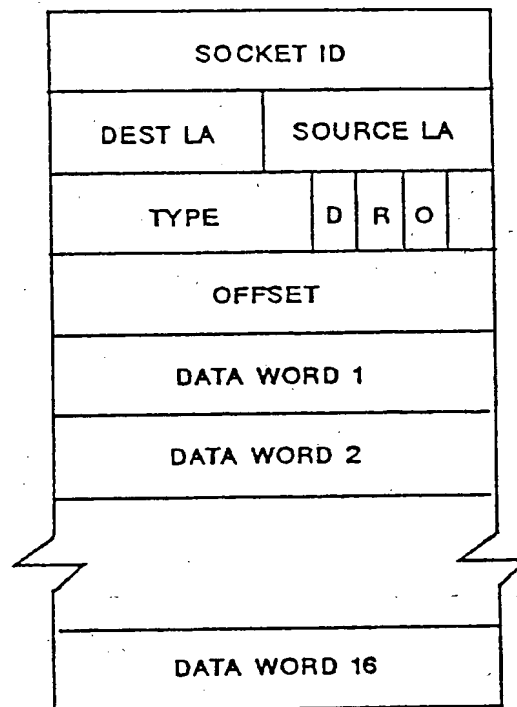 SOCKET ID
DEST LA SOURCE LA
TYPE D R O
OFFSET
DATA WORD 1
DATA WORD 2
DATA WORD 16